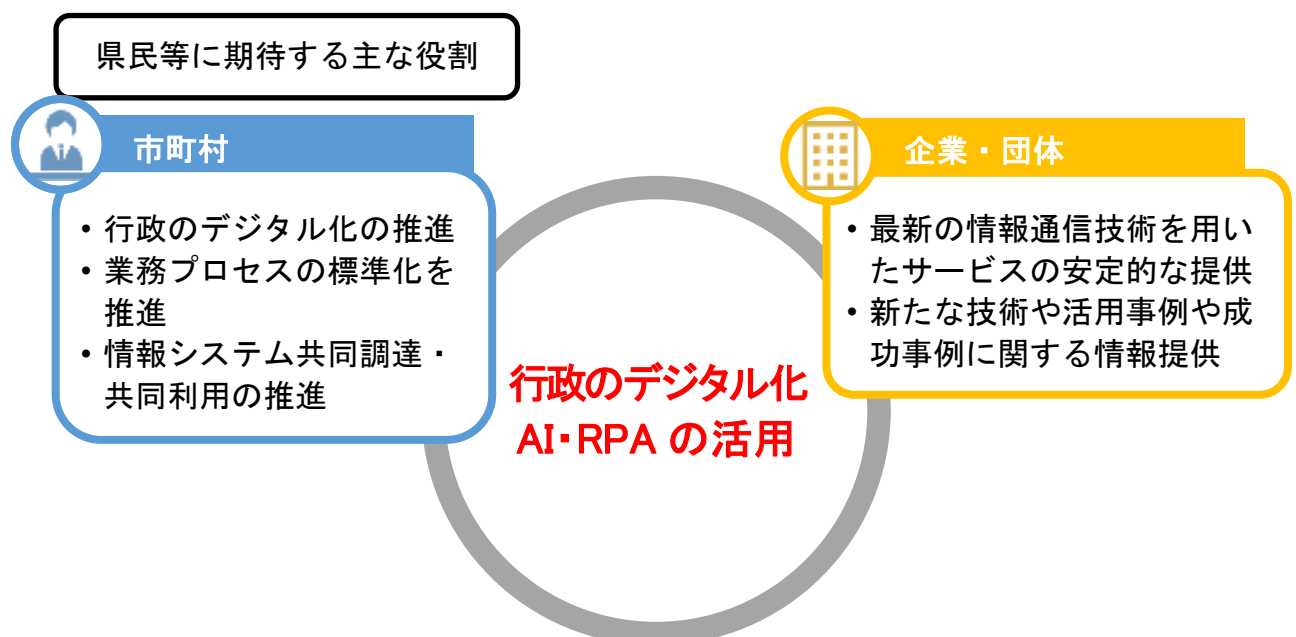 県民等に期待する主な役割
市町村
・行政のデジタル化の推進
・業務プロセスの標準化を
推進
・情報システム共同調達・
共同利用の推進
企業・団体
・最新の情報通信技術を用い
たサービスの安定的な提供
・新たな技術や活用事例や成
功事例に関する情報提供
行政のデジタル化
AI・RPA の活用